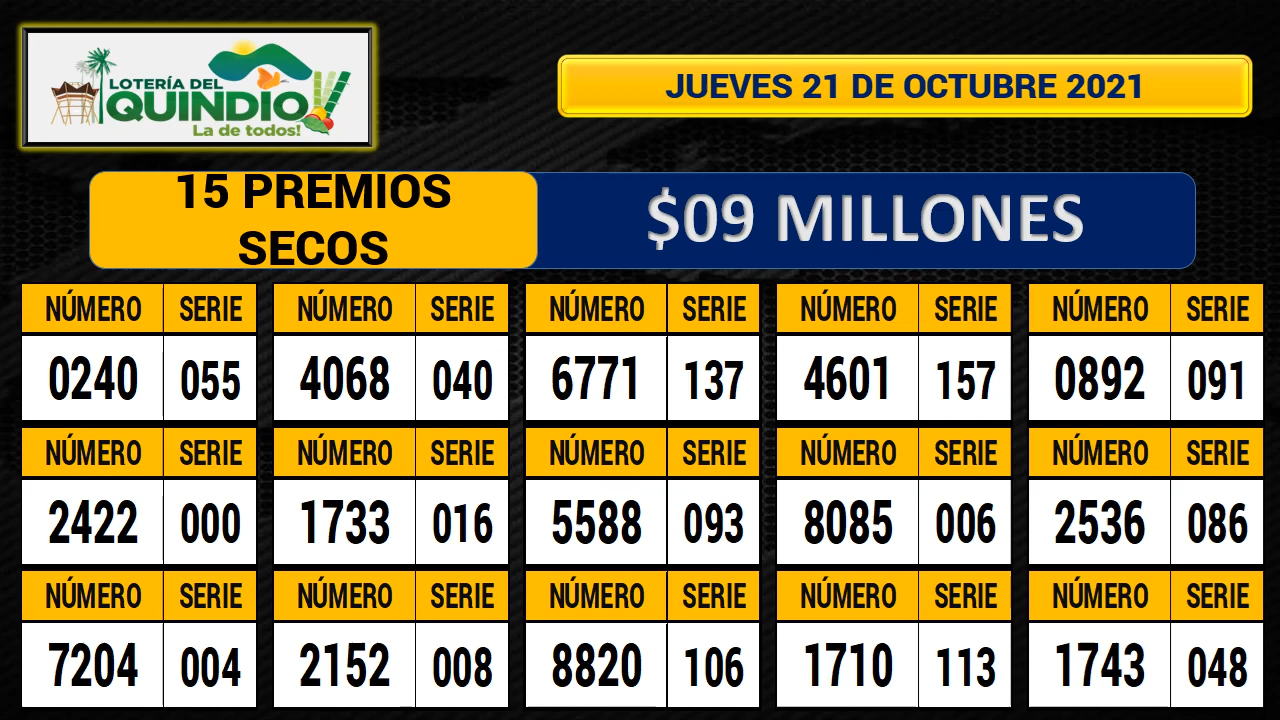 LOTERÍA DEL
QUINDIO
La de todos!
JUEVES 21 DE OCTUBRE 2021
15 PREMIOS
SECOS
$09 MILLONES
NÚMERO SERIE NÚMERO SERIE NÚMERO SERIE NÚMERO SERIE NÚMERO SERIE
0240 055 4068 040 6771 137 4601 157 0892 091
NÚMERO SERIE NÚMERO SERIE NÚMERO SERIE NÚMERO SERIE NÚMERO SERIE
2422 000 1733 016 5588 093 8085 006 2536 086
NÚMERO SERIE NÚMERO SERIE NÚMERO SERIE NÚMERO SERIE NÚMERO SERIE
7204 004 2152 008 8820 106 1710 113 1743 048